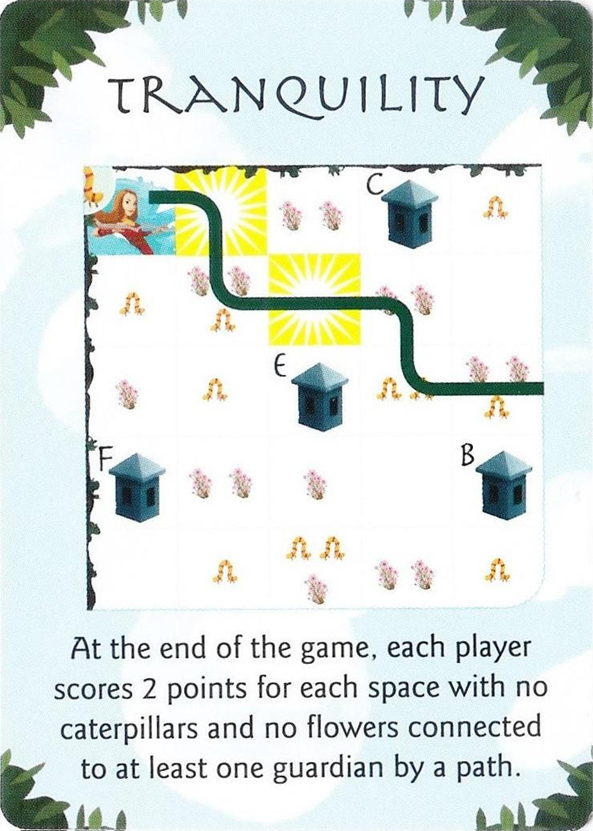 TRANQUILITY
C
E
F
B
At the end of the game, each player
scores 2 points for each space with no
caterpillars and no flowers connected
to at least one guardian by a path.